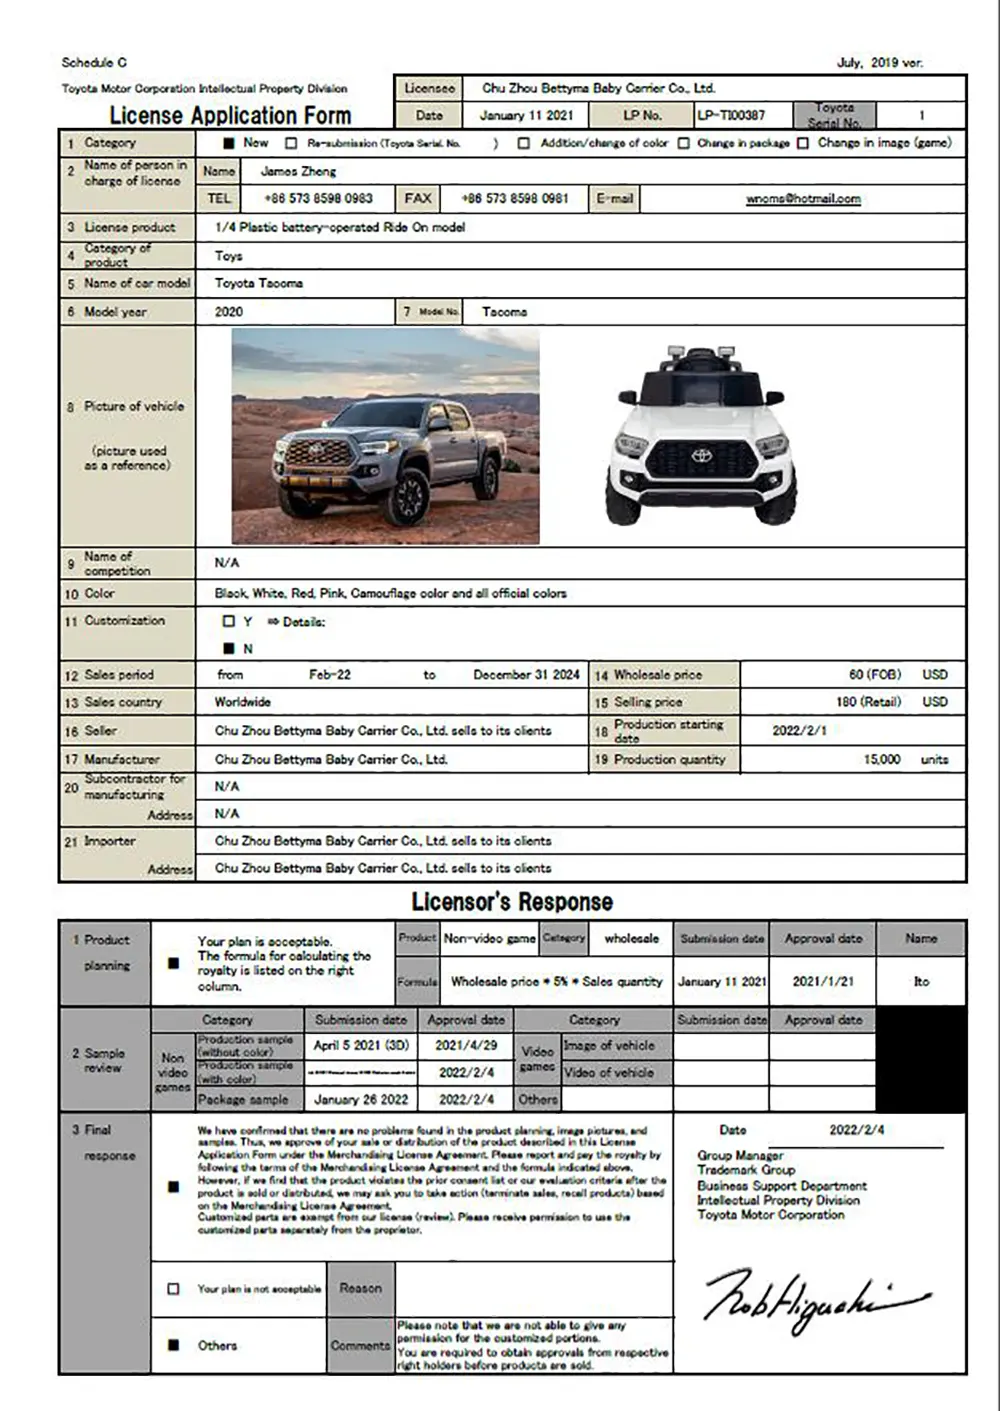 Schedule C
July, 2019 ver.
Toyota Motor Corporation Intellectual Property Division
License Application Form
Licensee Chu Zhou Bettyma Baby Carrier Co., Ltd.
Date January 11 2021 LP No. LP-TI00387 Toyota Serial No. 1
1 Category ■ New □ Re-submission (Toyota Serial. No. ) □ Addition/change of color □ Change in package □ Change in image (game)
2 Name of person in charge of license Name James Zheng
TEL +86 573 8598 0983 FAX +86 573 8598 0981 E-mail wnoms@hotmail.com
3 License product 1/4 Plastic battery-operated Ride On model
4 Category of product Toys
5 Name of car model Toyota Tacoma
6 Model year 2020 7 Model No. Tacoma
8 Picture of vehicle
(picture used
as a reference)
9 Name of competition N/A
10 Color Black, White, Red, Pink, Camouflage color and all official colors
11 Customization □ Y ⇒ Details:
■ N
12 Sales period from Feb-22 to December 31 2024 14 Wholesale price 60 (FOB) USD
13 Sales country Worldwide 15 Selling price 180 (Retail) USD
16 Seller Chu Zhou Bettyma Baby Carrier Co., Ltd. sells to its clients 18 Production starting date 2022/2/1
17 Manufacturer Chu Zhou Bettyma Baby Carrier Co., Ltd. 19 Production quantity 15,000 units
20 Subcontractor for manufacturing N/A
Address N/A
21 Importer Chu Zhou Bettyma Baby Carrier Co., Ltd. sells to its clients
Address Chu Zhou Bettyma Baby Carrier Co., Ltd. sells to its clients
Licensor's Response
1 Product planning ■ Your plan is acceptable.
The formula for calculating the
royalty is listed on the right
column.
Product Non-video game Category wholesale Submission date Approval date Name
Formula Wholesale price * 5% * Sales quantity January 11 2021 2021/1/21 Ito
2 Sample review
Category Submission date Approval date Category Submission date Approval date
Non video games Production sample (without color) April 5 2021 (3D) 2021/4/29 Video games Image of vehicle
Production sample (with color) 2022/2/4 Video of vehicle
Package sample January 26 2022 2022/2/4 Others
3 Final response
■ We have confirmed that there are no problems found in the product planning, image pictures, and
samples. Thus, we approve of your sale or distribution of the product described in this License
Application Form under the Merchandising License Agreement. Please report and pay the royalty by
following the terms of the Merchandising License Agreement and the formula indicated above.
However, if we find that the product violates the prior consent list or our evaluation criteria after the
product is sold or distributed, we may ask you to take action (terminate sales, recall products) based
on the Merchandising License Agreement.
Customized parts are exempt from our license (review). Please receive permission to use the
customized parts separately from the proprietor.
Date 2022/2/4
Group Manager
Trademark Group
Business Support Department
Intellectual Property Division
Toyota Motor Corporation
Nob Higuchi
□ Your plan is not acceptable Reason
■ Others Comments
Please note that we are not able to give any
permission for the customized portions.
You are required to obtain approvals from respective
right holders before products are sold.